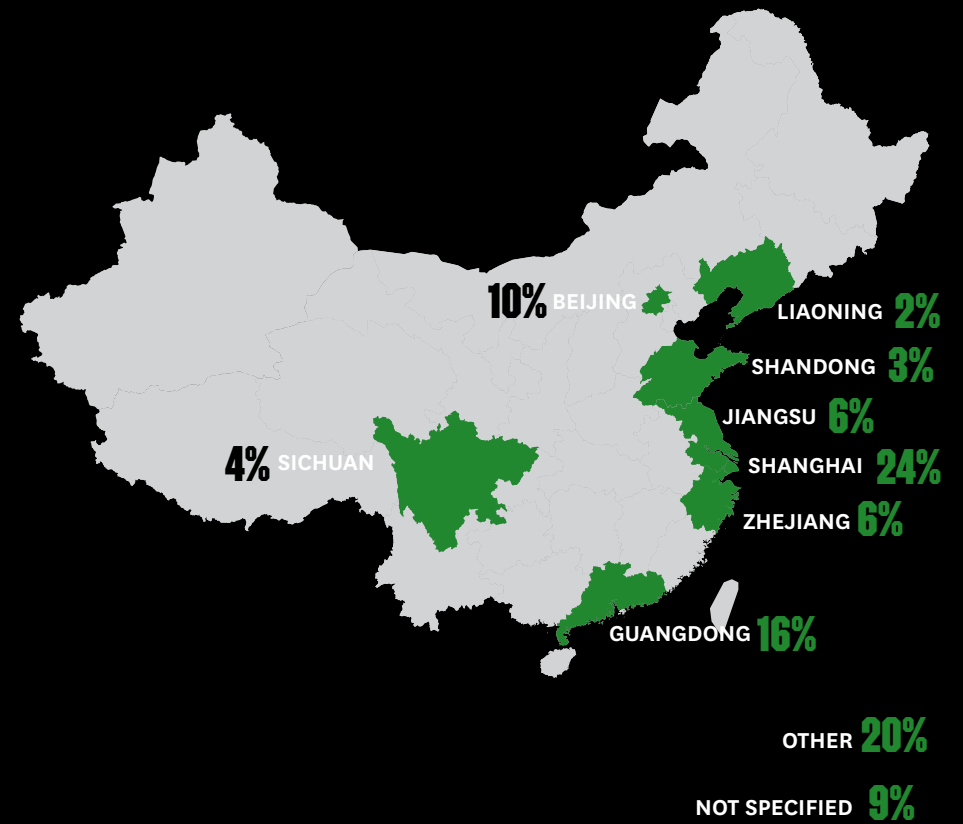 10% BEIJING
LIAONING 2%
SHANDONG 3%
JIANGSU 6%
4% SICHUAN
SHANGHAI 24%
ZHEJIANG 6%
GUANGDONG 16%
OTHER 20%
NOT SPECIFIED 9%